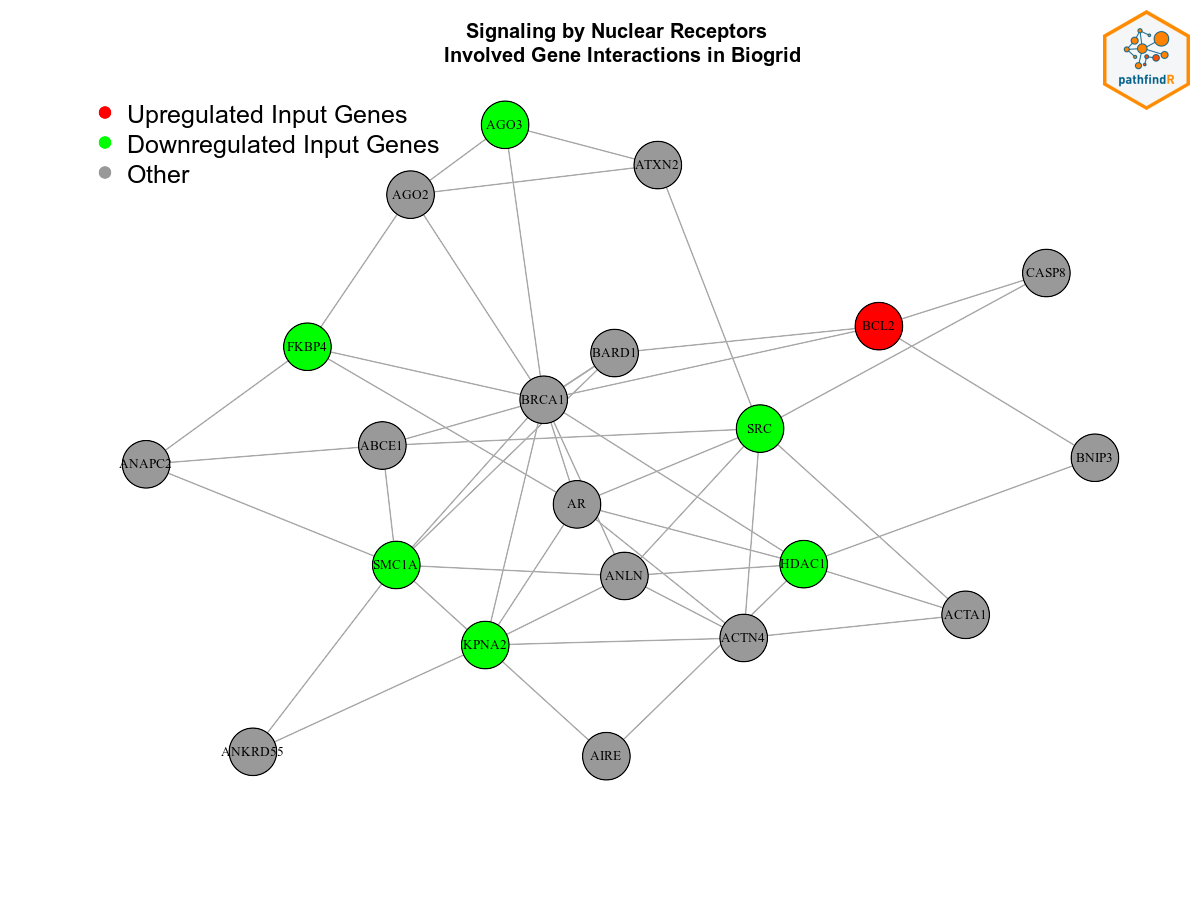 Signaling by Nuclear Receptors
Involved Gene Interactions in Biogrid
pathfindR
Upregulated Input Genes
Downregulated Input Genes
Other
AGO3
ATXN2
AGO2
CASP8
BCL2
FKBP4
BARD1
BRCA1
SRC
ABCE1
BNIP3
ANAPC2
AR
SMC1A
HDAC1
ANLN
ACTA1
ACTN4
KPNA2
ANKRD55
AIRE